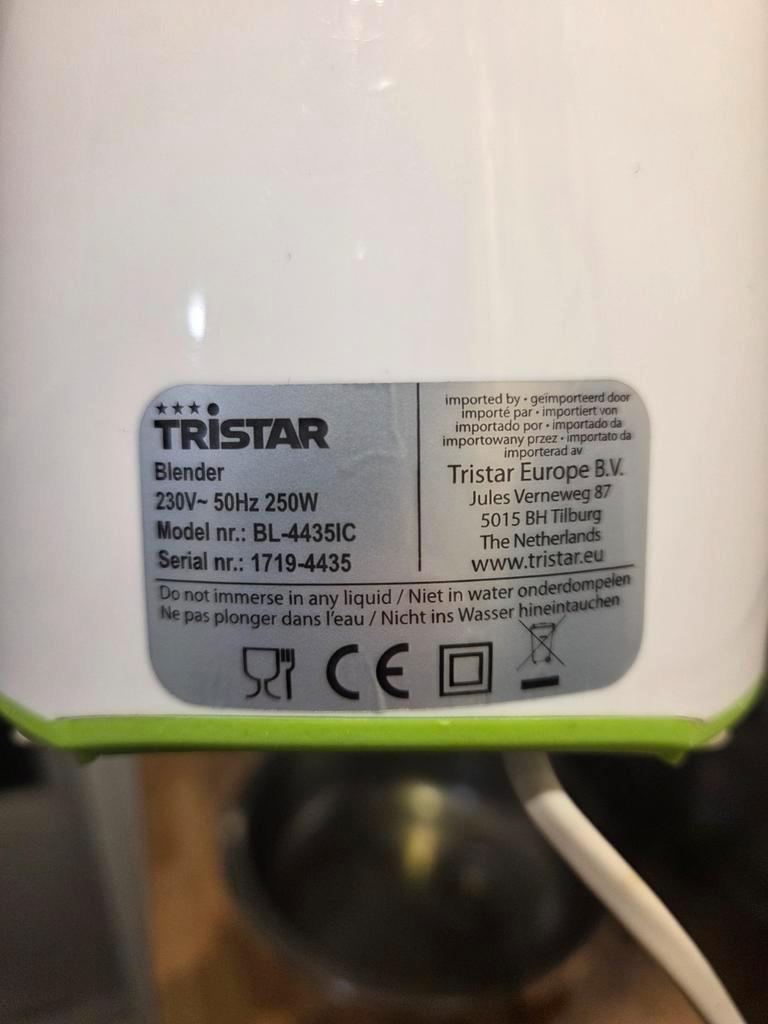 TRISTAR
Blender
230V~ 50Hz 250W
Model nr.: BL-4435IC
Serial nr.: 1719-4435
imported by • geïmporteerd door
importé par • importiert von
importado por • importado da
importowany przez • importato da
importerad av
Tristar Europe B.V.
Jules Verneweg 87
5015 BH Tilburg
The Netherlands
www.tristar.eu
Do not immerse in any liquid / Niet in water onderdompelen
Ne pas plonger dans l'eau / Nicht ins Wasser hineintauchen
CE